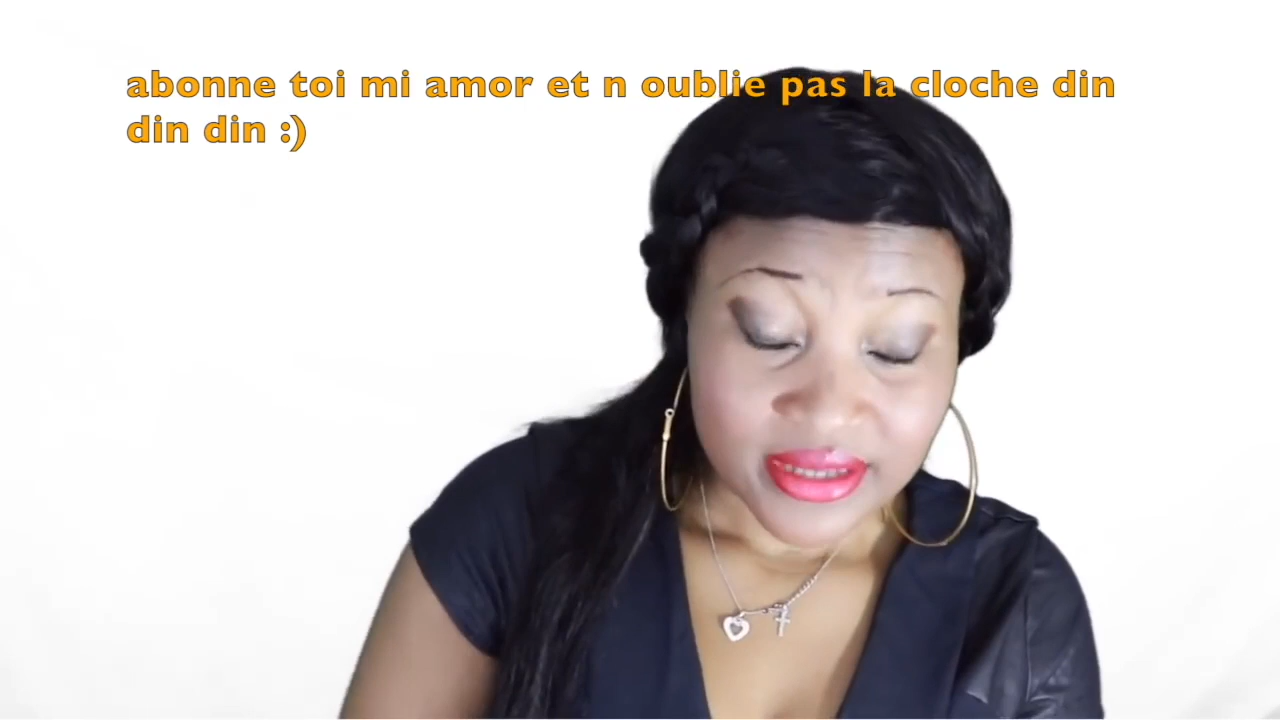 abonne toi mi amor et n oublie pas la cloche din
din din :)